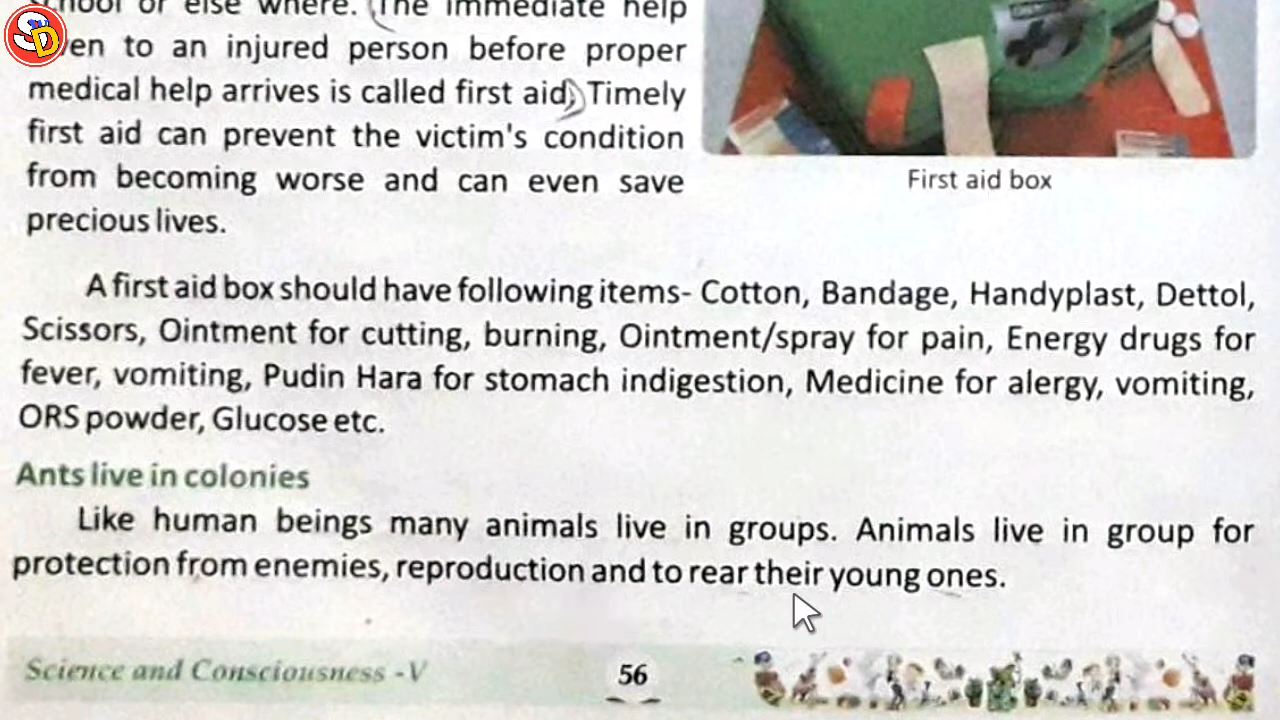 SD
school or else where. (The immediate help
to an injured person before proper
medical help arrives is called first aid) Timely
first aid can prevent the victim's condition
from becoming worse and can even save
precious lives.
First aid box
A first aid box should have following items- Cotton, Bandage, Handyplast, Dettol,
Scissors, Ointment for cutting, burning, Ointment/spray for pain, Energy drugs for
fever, vomiting, Pudin Hara for stomach indigestion, Medicine for alergy, vomiting,
ORS powder, Glucose etc.
Ants live in colonies
Like human beings many animals live in groups. Animals live in group for
protection from enemies, reproduction and to rear their young ones.
Science and Consciousness -V
56